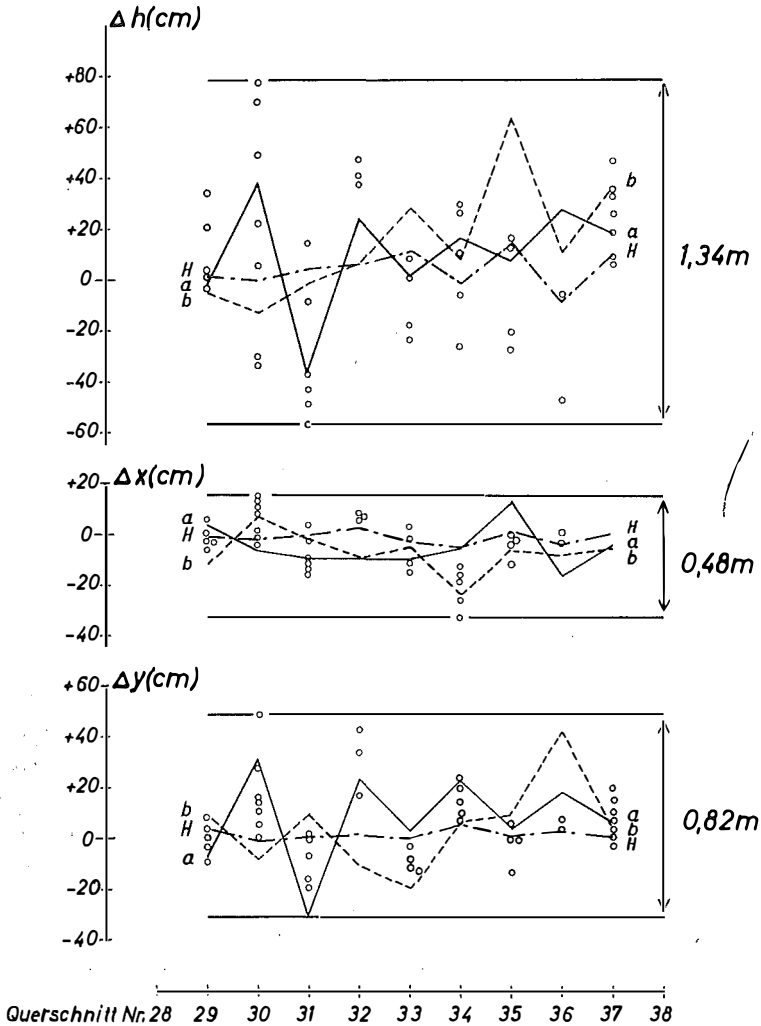 Δh(cm)
+80
+60
+40
+20
0
-20
-40
-60
H
a
b
b
a
H
1,34m
Δx(cm)
+20
0
-20
-40
a
H
b
H
a
b
0,48m
Δy(cm)
+60
+40
+20
0
-20
-40
b
H
a
a
b
H
0,82m
Querschnitt Nr. 28 29 30 31 32 33 34 35 36 37 38